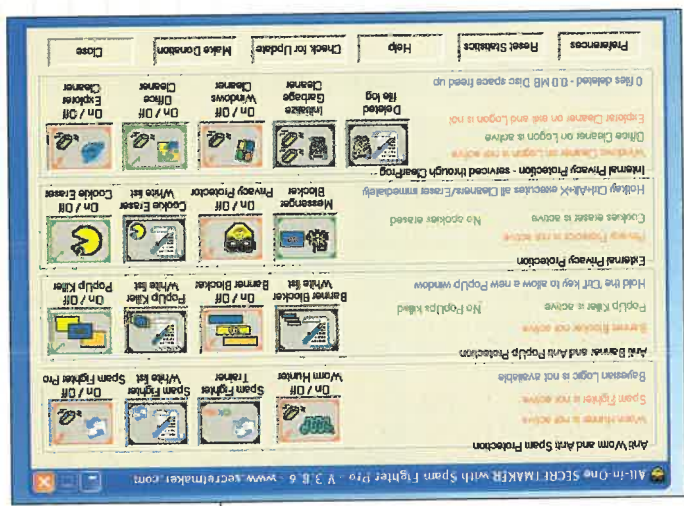 All-in-One SECRETMAKER with Spam Fighter Pro - V 3.8.6 - www.secretmaker.com
Anti Worm and Anti Spam Protection
Worm Hunter is not active
Spam Fighter is not active
Bayesian Logic is not available
On / Off
Worm Hunter
Spam Fighter
Trainer
Spam Fighter
White list
On / Off
Spam Fighter Pro
Anti Banner and Anti PopUp Protection
Banner Blocker not active
PopUp Killer is active
No PopUps killed
Hold the 'Ctrl' key to allow a new PopUp window
Banner Blocker
White list
On / Off
Banner Blocker
PopUp Killer
White list
On / Off
PopUp Killer
External Privacy Protection
Privacy Protector is not active
Cookies eraser is active
No cookies erased
HotKey Ctrl+Alt+X executes all Cleaners/Eraser immediately
Messenger
Blocker
On / Off
Privacy Protector
Cookie Eraser
White list
On / Off
Cookie Eraser
Internal Privacy Protection - serviced through ClearProg
Windows Cleaner on Logon is not active
Office Cleaner on Logon is active
Explorer Cleaner on exit and Logon is not
0 files deleted - 0.0 MB Disc space freed up
Deleted
file log
Initialize
Garbage
Cleaner
On / Off
Windows
Cleaner
On / Off
Office
Cleaner
On / Off
Explorer
Cleaner
Preferences
Reset Statistics
Help
Check for Update
Make Donation
Close